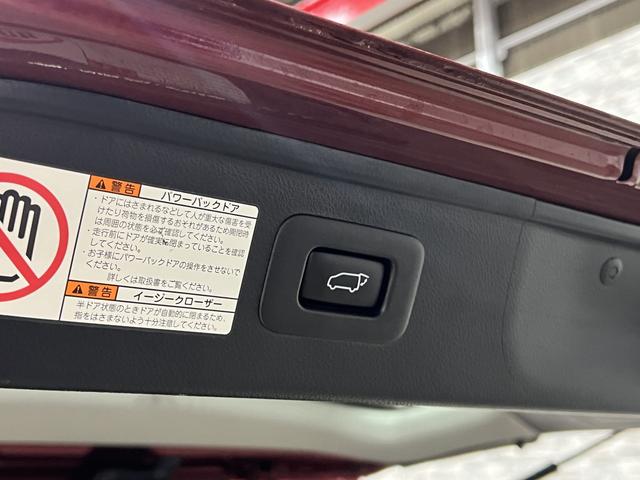 警告 パワーバックドア
・ドアにはさまれるなどして人が重大な傷害を受
けたり荷物を損傷するおそれがあるため開閉時
は周囲の状態を必ず確認してください。
・走行前にドアが確実に閉まっていることを確認
してください。
・お子様にパワーバックドアの操作をさせないで
ください。
詳しくは取扱書をご覧ください。
警告 イージークローザー
半ドア状態のときドアが自動的に閉まるため、
指をはさまないよう十分注意してください。